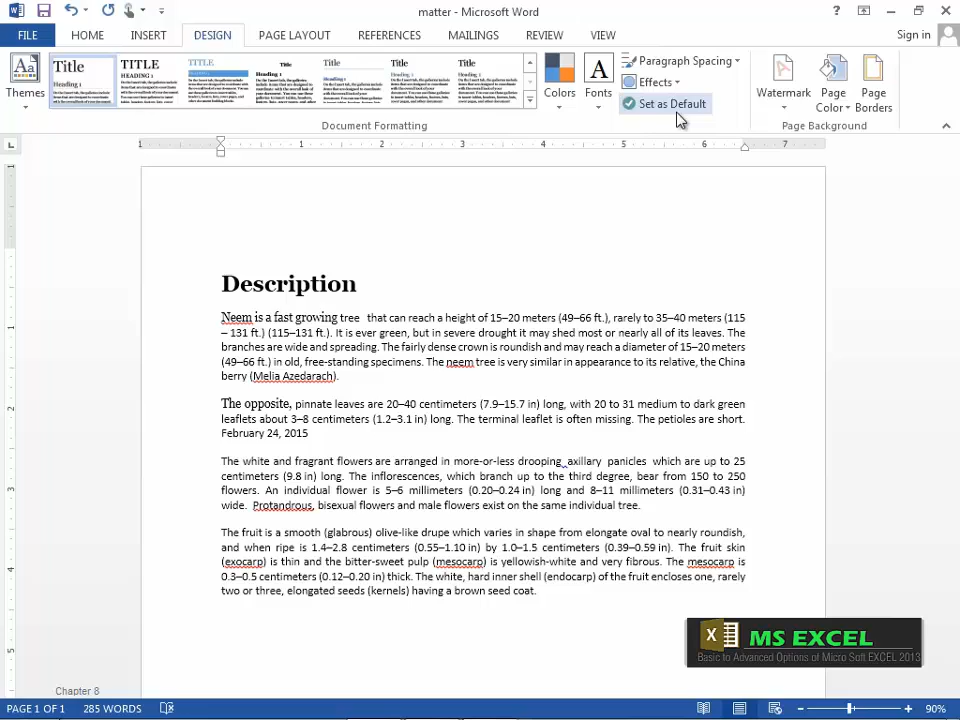 matter - Microsoft Word
?
FILE
HOME
INSERT
DESIGN
PAGE LAYOUT
REFERENCES
MAILINGS
REVIEW
VIEW
Sign in
Themes
Title
Heading 1
TITLE
HEADING 1
TITLE
Title
Heading 1
Title
Heading 1
Title
Heading 1
Title
Heading 1
Colors
Fonts
Paragraph Spacing
Effects
Set as Default
Watermark
Page Color
Page Borders
Document Formatting
Page Background
Description
Neem is a fast growing tree that can reach a height of 15–20 meters (49–66 ft.), rarely to 35–40 meters (115
– 131 ft.) (115–131 ft.). It is ever green, but in severe drought it may shed most or nearly all of its leaves. The
branches are wide and spreading. The fairly dense crown is roundish and may reach a diameter of 15–20 meters
(49–66 ft.) in old, free-standing specimens. The neem tree is very similar in appearance to its relative, the China
berry (Melia Azedarach).
The opposite, pinnate leaves are 20–40 centimeters (7.9–15.7 in) long, with 20 to 31 medium to dark green
leaflets about 3–8 centimeters (1.2–3.1 in) long. The terminal leaflet is often missing. The petioles are short.
February 24, 2015
The white and fragrant flowers are arranged in more-or-less drooping axillary panicles which are up to 25
centimeters (9.8 in) long. The inflorescences, which branch up to the third degree, bear from 150 to 250
flowers. An individual flower is 5–6 millimeters (0.20–0.24 in) long and 8–11 millimeters (0.31–0.43 in)
wide. Protandrous, bisexual flowers and male flowers exist on the same individual tree.
The fruit is a smooth (glabrous) olive-like drupe which varies in shape from elongate oval to nearly roundish,
and when ripe is 1.4–2.8 centimeters (0.55–1.10 in) by 1.0–1.5 centimeters (0.39–0.59 in). The fruit skin
(exocarp) is thin and the bitter-sweet pulp (mesocarp) is yellowish-white and very fibrous. The mesocarp is
0.3–0.5 centimeters (0.12–0.20 in) thick. The white, hard inner shell (endocarp) of the fruit encloses one, rarely
two or three, elongated seeds (kernels) having a brown seed coat.
MS EXCEL
Basic to Advanced Options of Micro Soft EXCEL 2013
Chapter 8
PAGE 1 OF 1
285 WORDS
90%